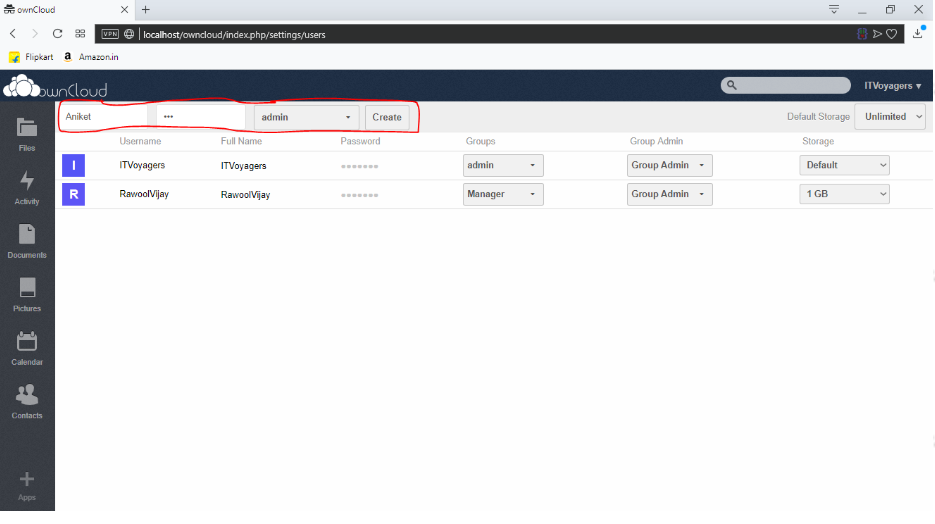 ownCloud
VPN localhost/owncloud/index.php/settings/users
Flipkart Amazon.in
ownCloud ITVoyagers
Aniket ••• admin Create Default Storage Unlimited
Username Full Name Password Groups Group Admin Storage
I ITVoyagers ITVoyagers admin Group Admin Default
R RawoolVijay RawoolVijay Manager Group Admin 1 GB
Files
Activity
Documents
Pictures
Calendar
Contacts
Apps